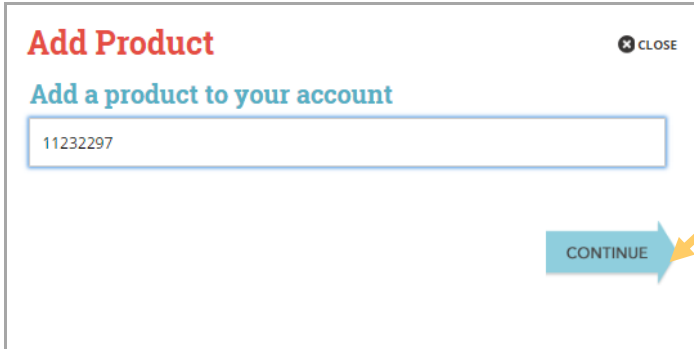 Add Product
CLOSE
Add a product to your account
11232297
CONTINUE